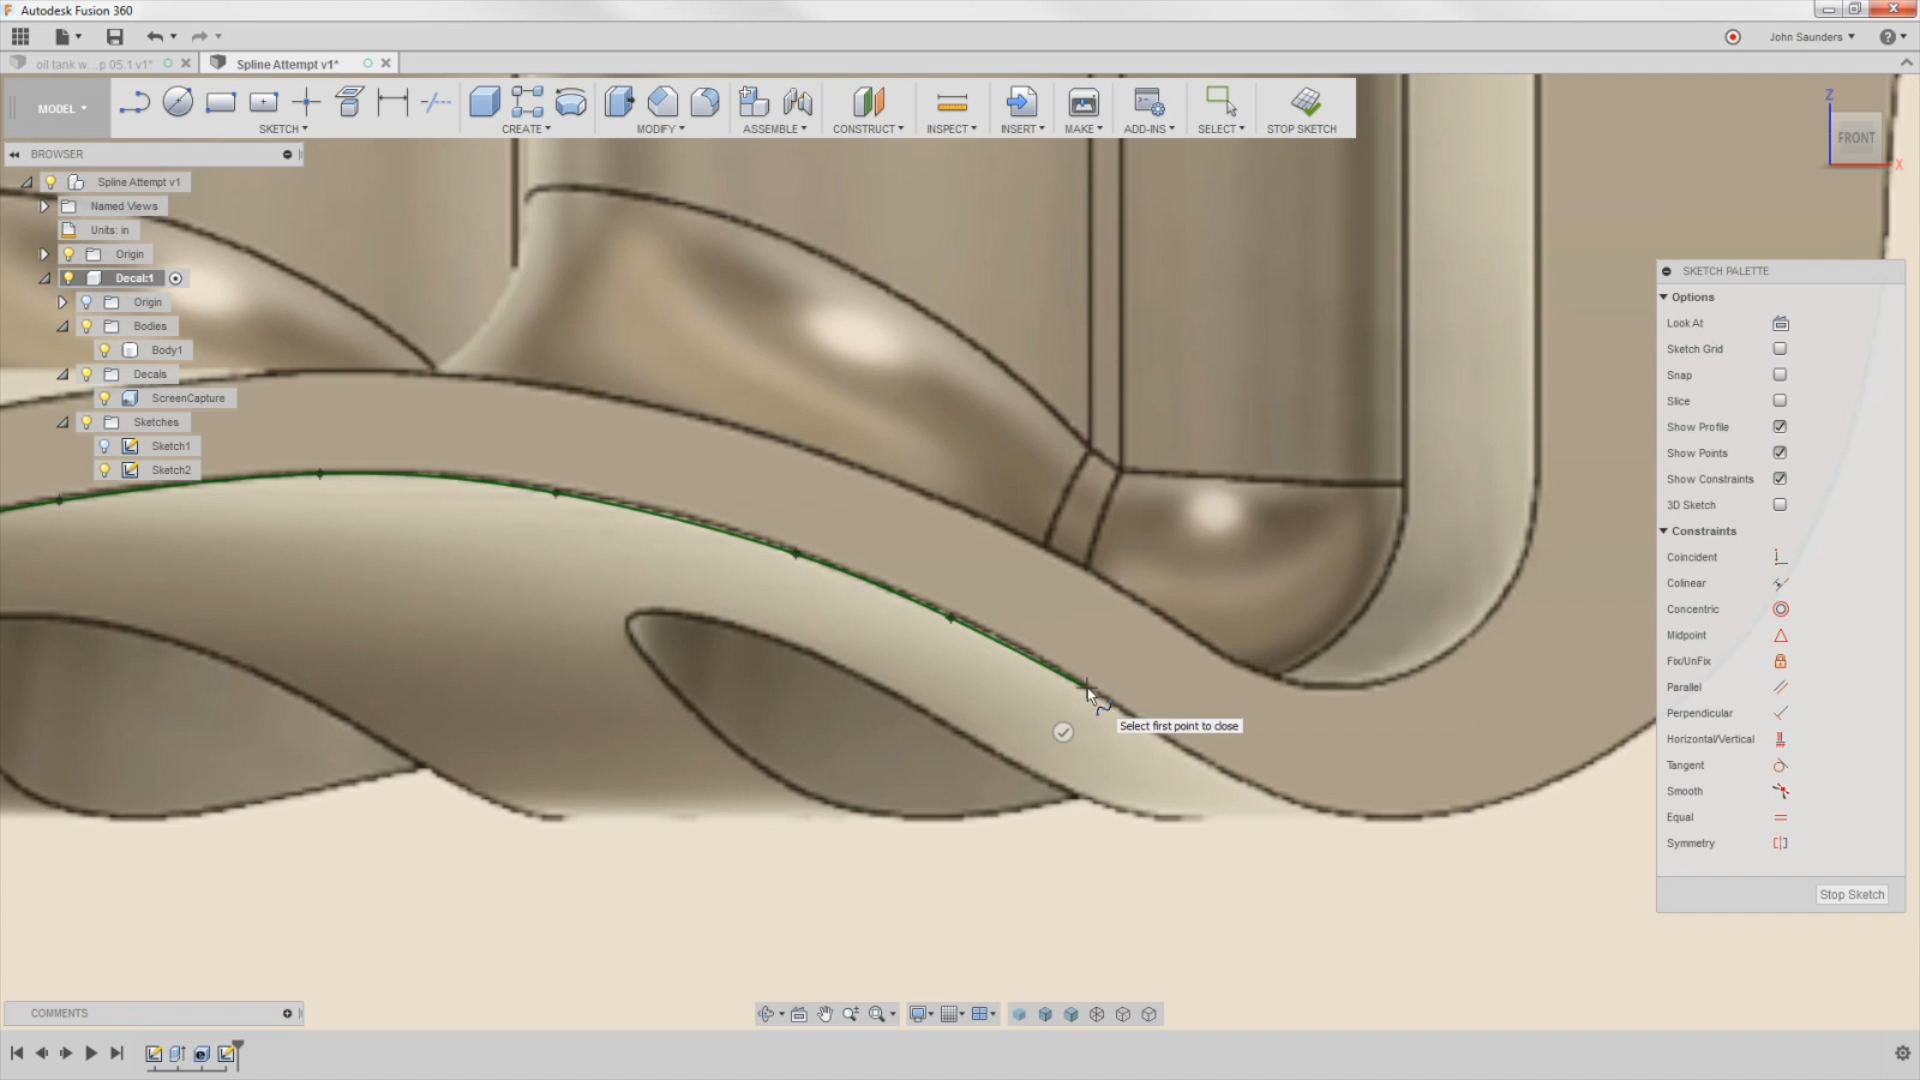 Autodesk Fusion 360
John Saunders
oil tank w...p 05.1 v1*
Spline Attempt v1*
MODEL
SKETCH
CREATE
MODIFY
ASSEMBLE
CONSTRUCT
INSPECT
INSERT
MAKE
ADD-INS
SELECT
STOP SKETCH
Z
FRONT
X
BROWSER
Spline Attempt v1
Named Views
Units: in
Origin
Decal:1
Origin
Bodies
Body1
Decals
ScreenCapture
Sketches
Sketch1
Sketch2
SKETCH PALETTE
Options
Look At
Sketch Grid
Snap
Slice
Show Profile
Show Points
Show Constraints
3D Sketch
Constraints
Coincident
Colinear
Concentric
Midpoint
Fix/UnFix
Parallel
Perpendicular
Horizontal/Vertical
Tangent
Smooth
Equal
Symmetry
Stop Sketch
Select first point to close
COMMENTS